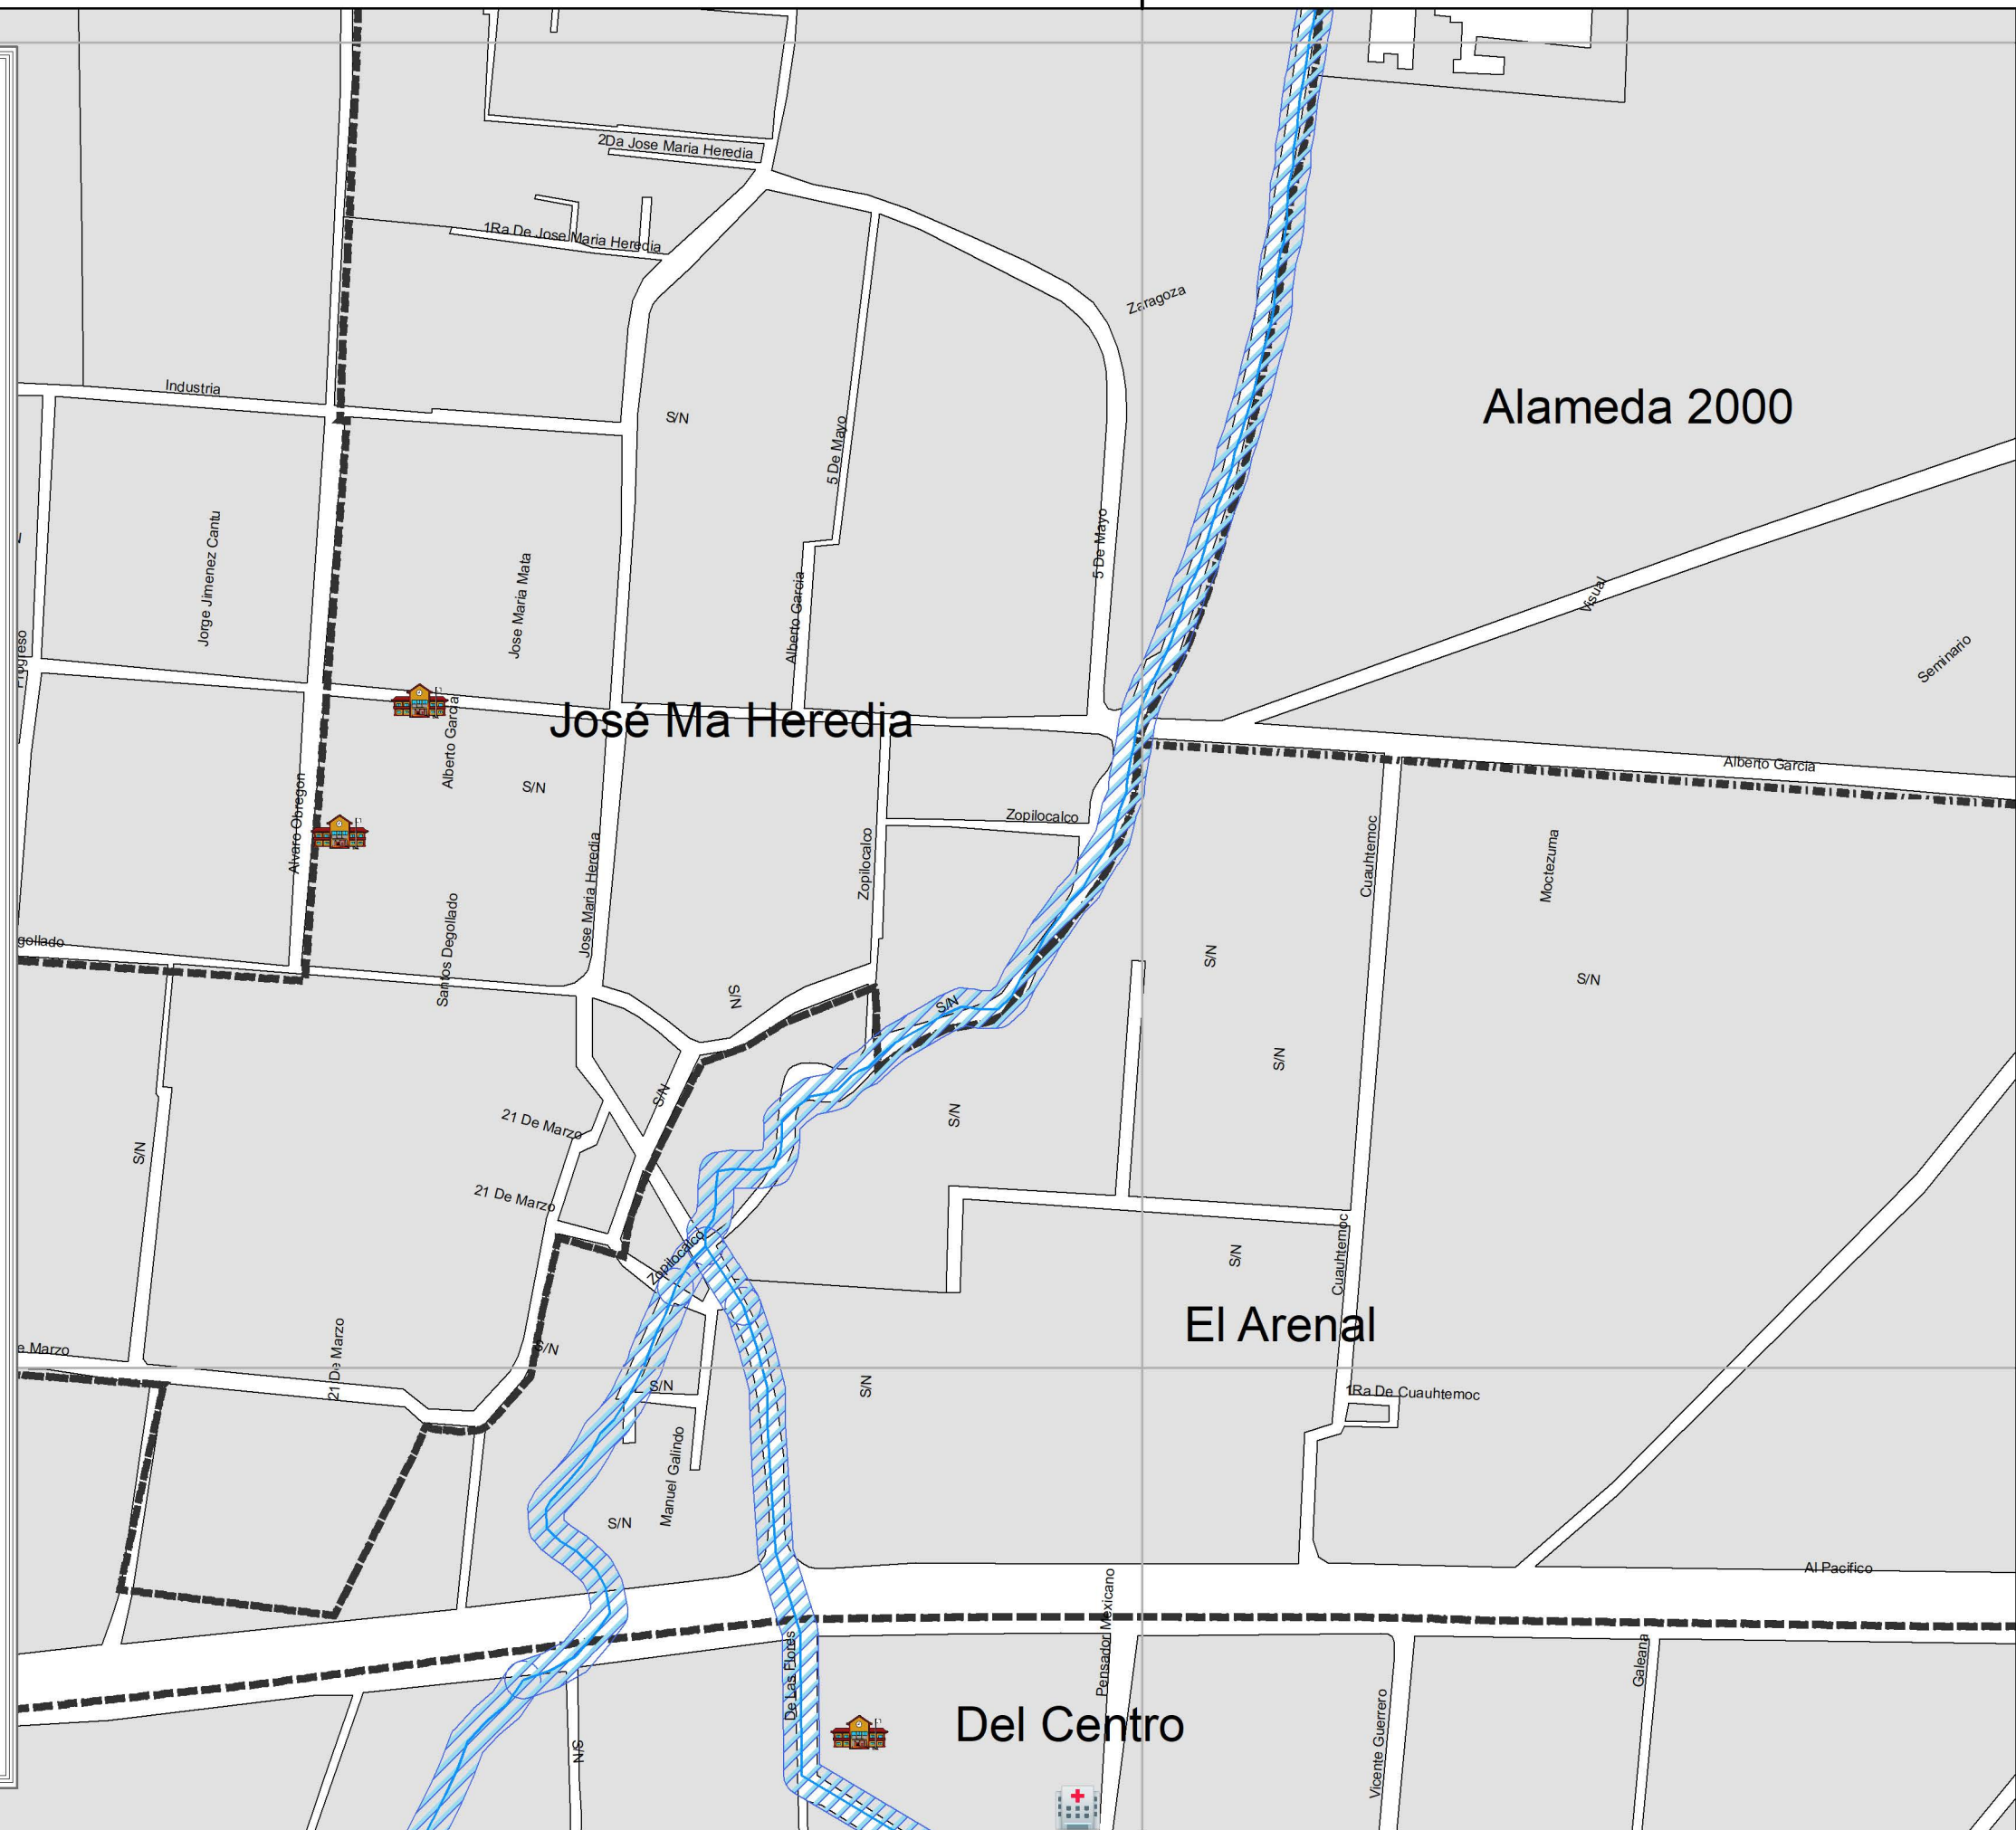 2Da Jose Maria Heredia
1Ra De Jose Maria Heredia
Zaragoza
Industria
S/N
5 De Mayo
Alameda 2000
Jorge Jimenez Cantu
Jose Maria Mata
Alberto Garcia
5 De Mayo
Visual
Seminario
Progreso
José Ma Heredia
Alberto Garcia
S/N
Alberto Garcia
Alvaro Obregon
Zopilocalco
Jose Maria Heredia
Zopilocalco
Cuauhtemoc
Moctezuma
gollado
Santos Degollado
S/N
S/N
S/N
S/N
S/N
S/N
21 De Marzo
S/N
S/N
21 De Marzo
Zopilocalco
S/N
Cuauhtemoc
El Arenal
e Marzo
21 De Marzo
S/N
S/N
S/N
1Ra De Cuauhtemoc
Manuel Galindo
S/N
Al Pacifico
Pensador Mexicano
De Las Flores
Galeana
Del Centro
Vicente Guerrero
S/N